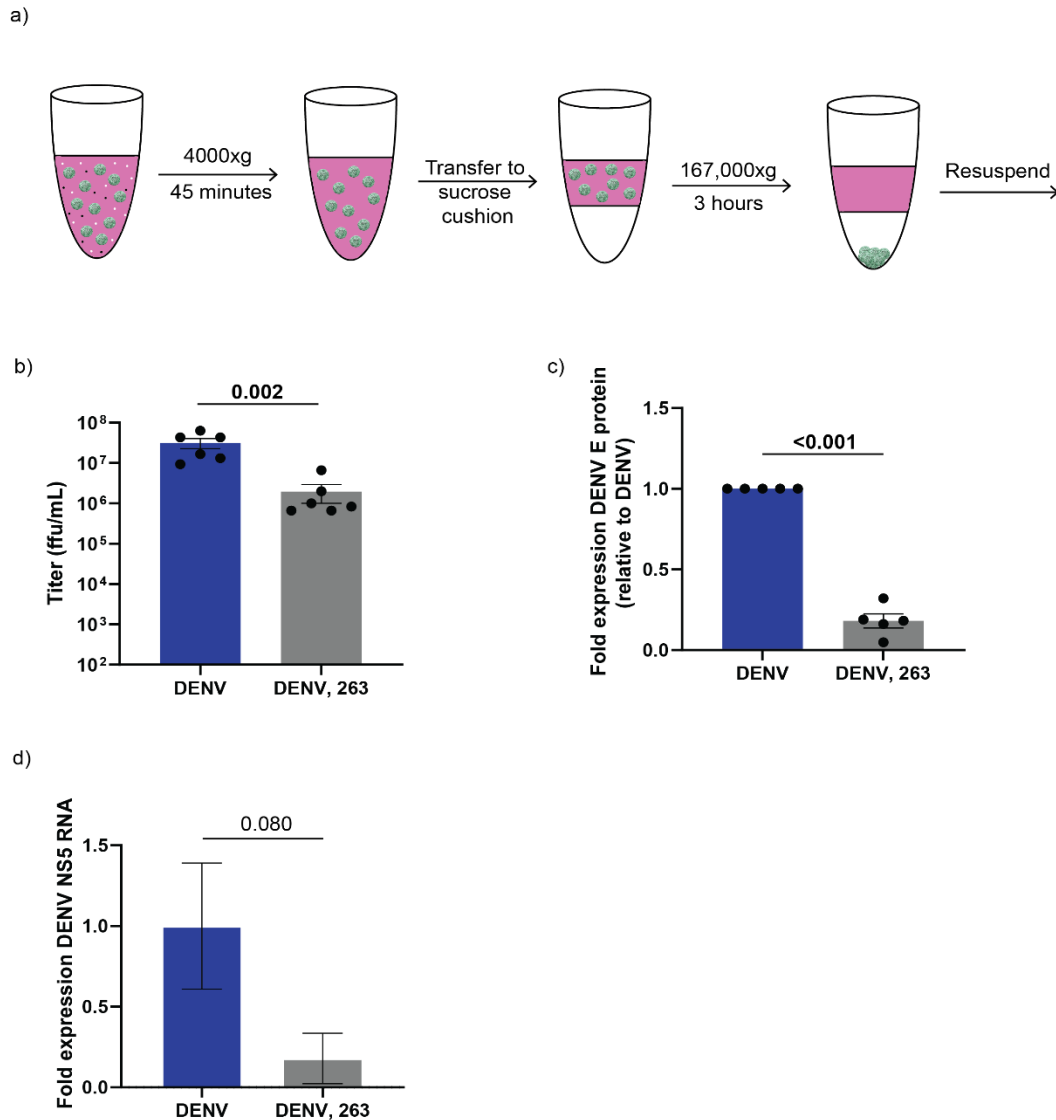 a)
4000xg
45 minutes
Transfer to
sucrose
cushion
167,000xg
3 hours
Resuspend
b)
0.002
Titer (ffu/mL)
10⁸
10⁷
10⁶
10⁵
10⁴
10³
10²
DENV
DENV, 263
c)
<0.001
Fold expression DENV E protein
(relative to DENV)
1.5
1.0
0.5
0.0
DENV
DENV, 263
d)
0.080
Fold expression DENV NS5 RNA
1.5
1.0
0.5
0.0
DENV
DENV, 263